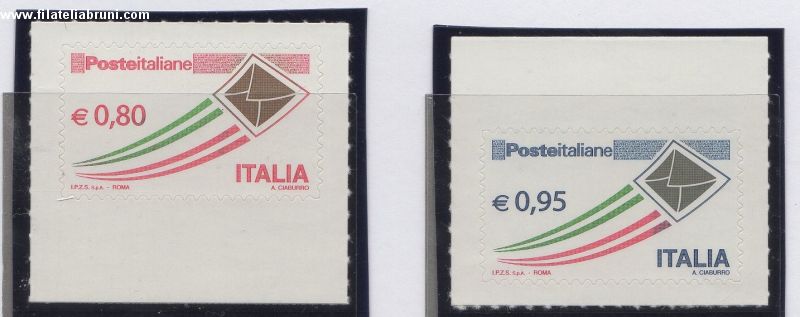 www.filateliabruni.com
Posteitaliane
€ 0,80
ITALIA
I.P.Z.S. S.p.A. - ROMA
A. CIABURRO
Posteitaliane
€ 0,95
ITALIA
I.P.Z.S. S.p.A. - ROMA
A. CIABURRO